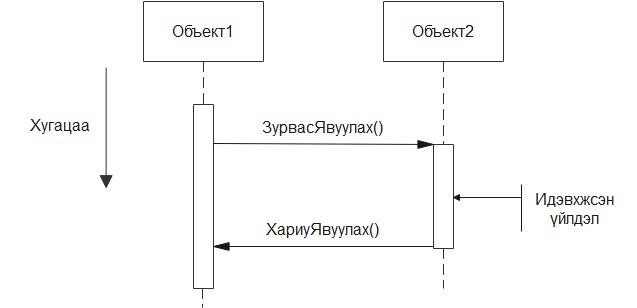 Объект1
Объект2
Хугацаа
ЗурвасЯвуулах()
Идэвхжсэн
үйлдэл
ХариуЯвуулах()